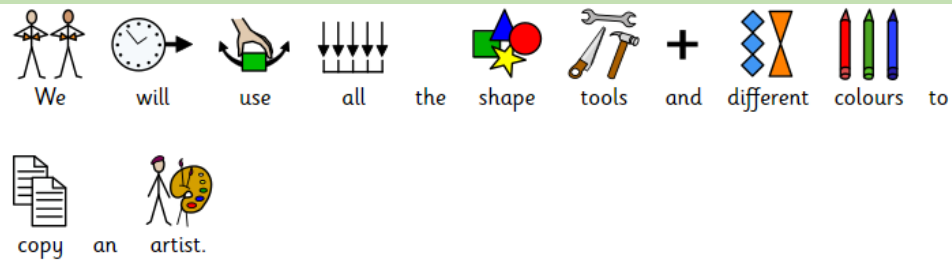 We will use all the shape tools and different colours to
copy an artist.